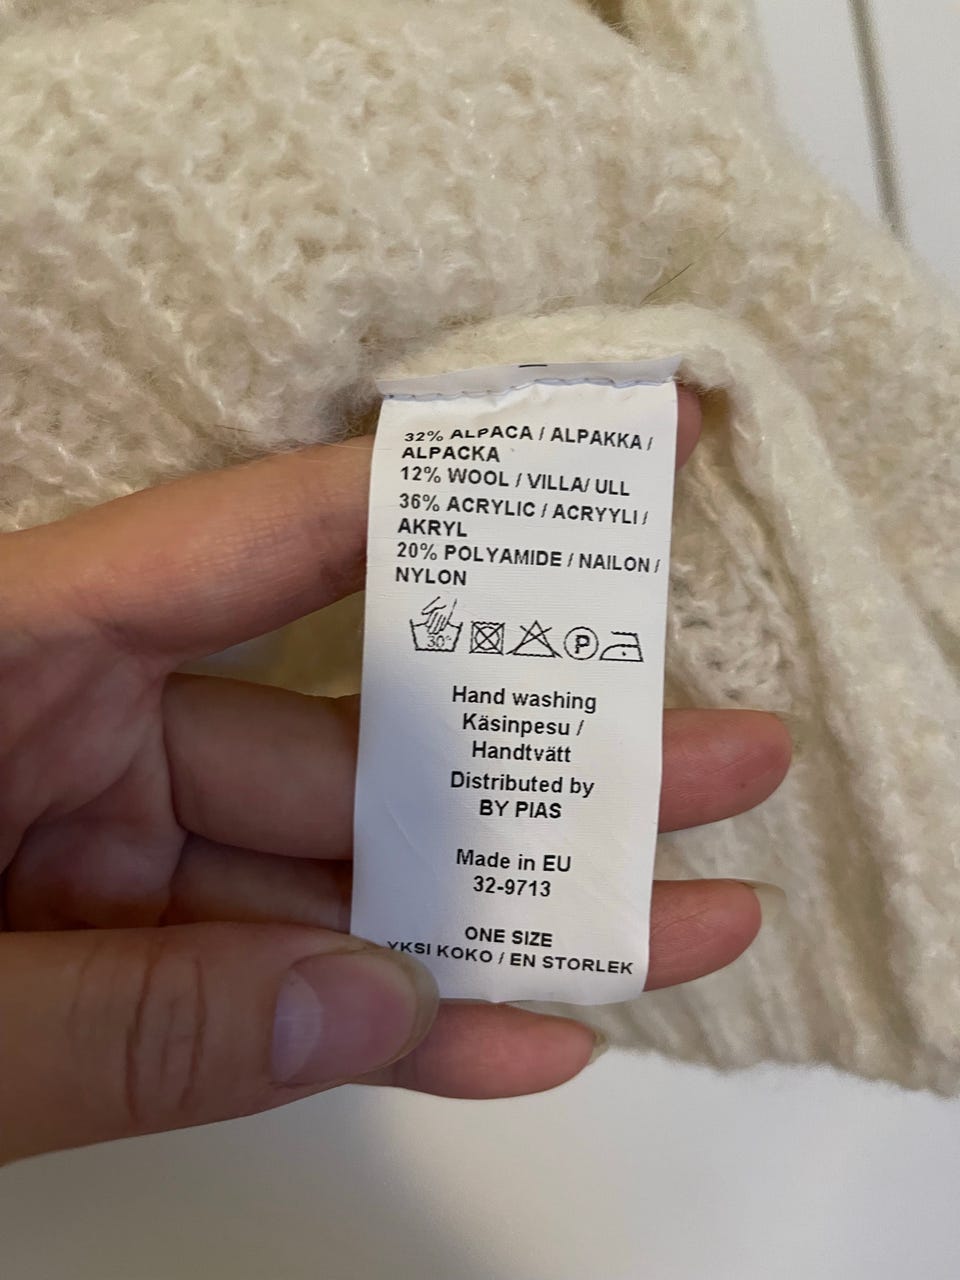 32% ALPACA / ALPAKKA /
ALPACKA
12% WOOL / VILLA/ ULL
36% ACRYLIC / ACRYYLI /
AKRYL
20% POLYAMIDE / NAILON /
NYLON
30°
P
Hand washing
Käsinpesu /
Handtvätt
Distributed by
BY PIAS
Made in EU
32-9713
ONE SIZE
YKSI KOKO / EN STORLEK